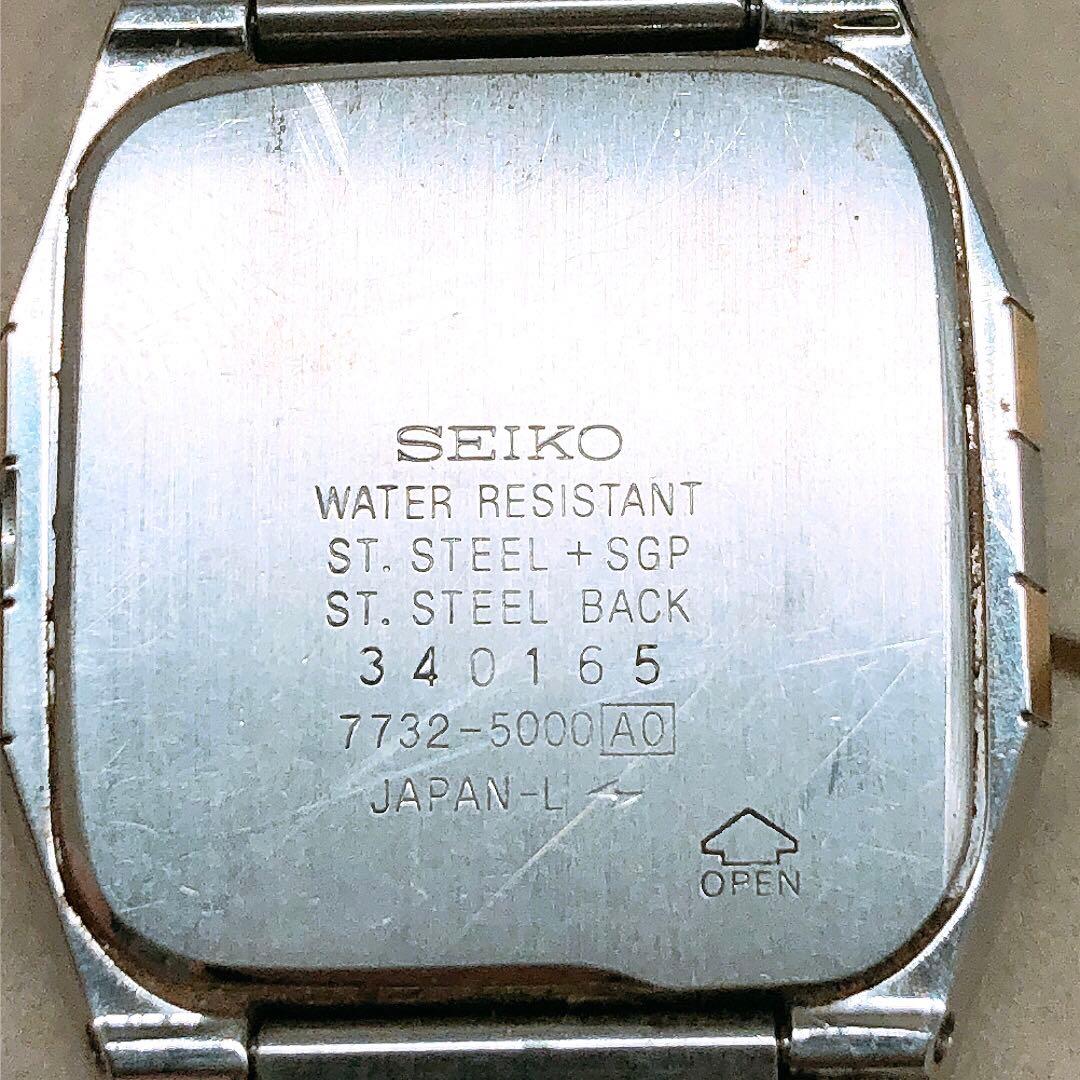 SEIKO
WATER RESISTANT
ST. STEEL + SGP
ST. STEEL BACK
340165
7732-5000 A0
JAPAN-L
OPEN